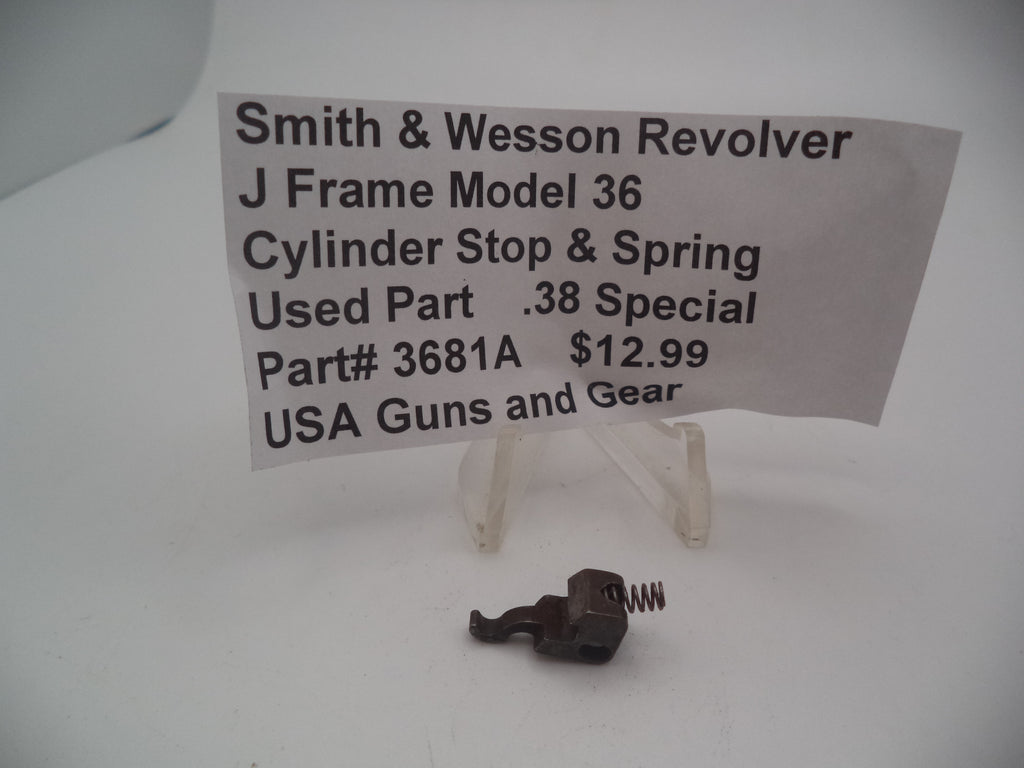 Smith & Wesson Revolver
J Frame Model 36
Cylinder Stop & Spring
Used Part .38 Special
Part# 3681A $12.99
USA Guns and Gear